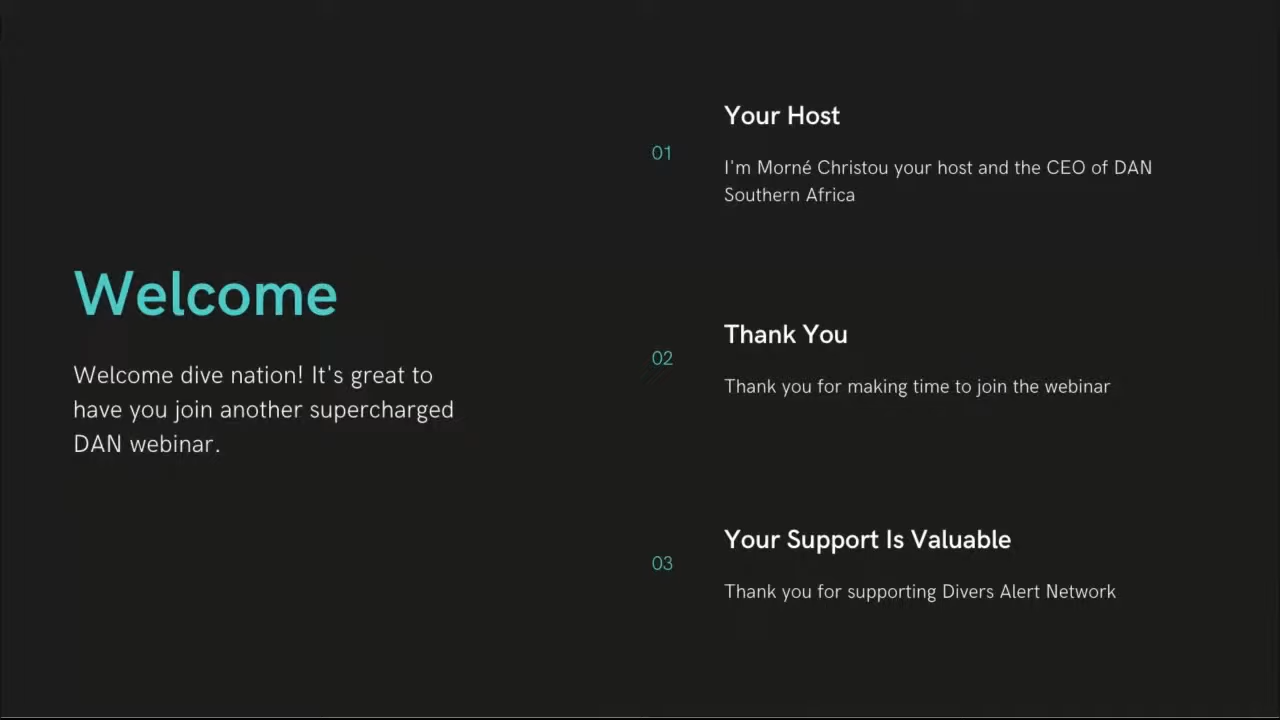 Welcome
Welcome dive nation! It's great to
have you join another supercharged
DAN webinar.
01
Your Host
I'm Morné Christou your host and the CEO of DAN
Southern Africa
02
Thank You
Thank you for making time to join the webinar
03
Your Support Is Valuable
Thank you for supporting Divers Alert Network